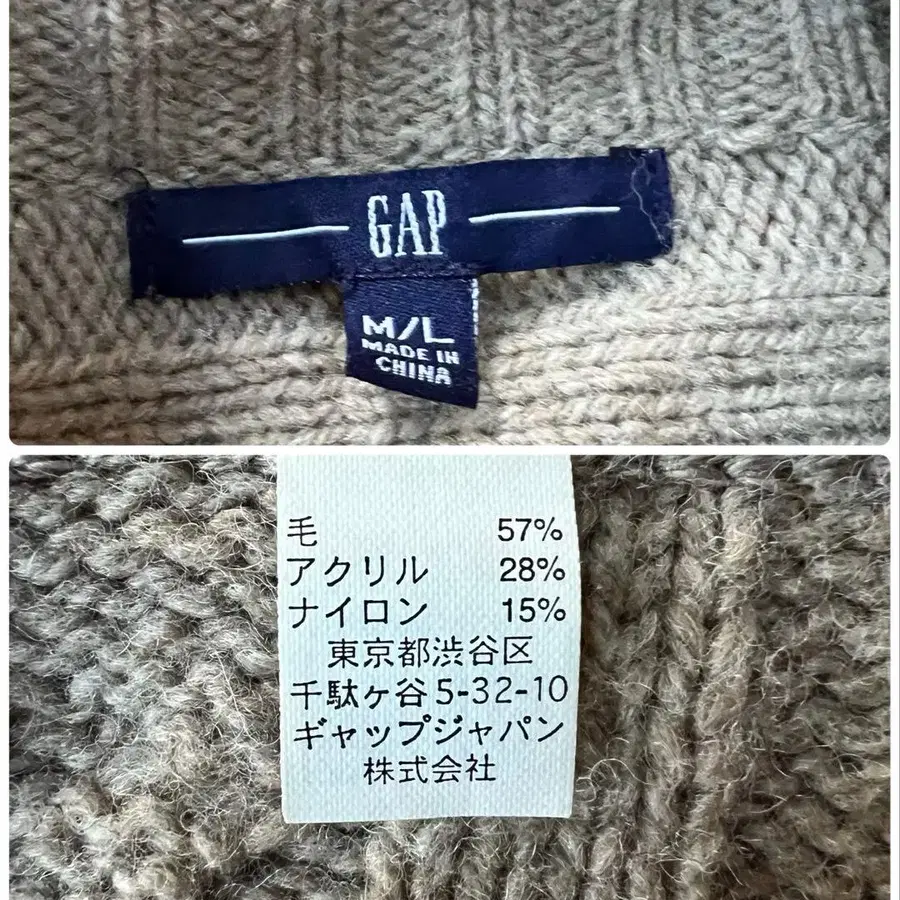 GAP
M/L
MADE IN
CHINA
毛 57%
アクリル 28%
ナイロン 15%
東京都渋谷区
千駄ヶ谷5-32-10
ギャップジャパン
株式会社